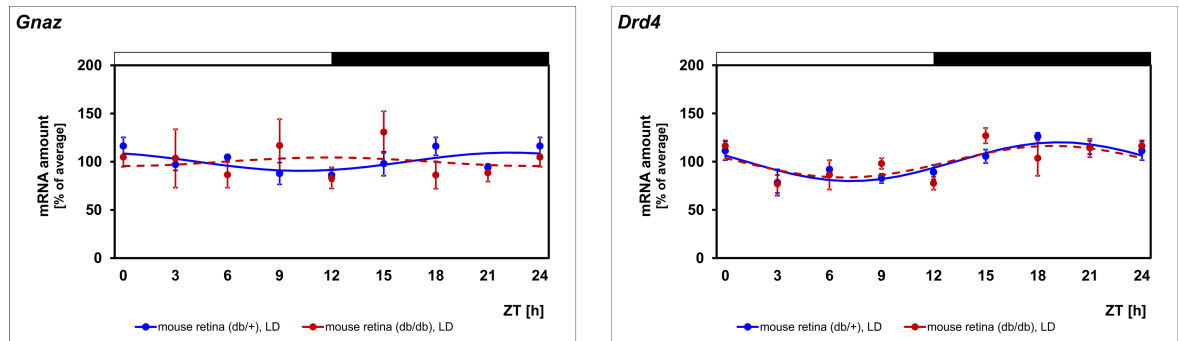 Gnaz
mRNA amount
[% of average]
200
150
100
50
0
0 3 6 9 12 15 18 21 24
ZT [h]
mouse retina (db/+), LD mouse retina (db/db), LD
Drd4
mRNA amount
[% of average]
200
150
100
50
0
0 3 6 9 12 15 18 21 24
ZT [h]
mouse retina (db/+), LD mouse retina (db/db), LD